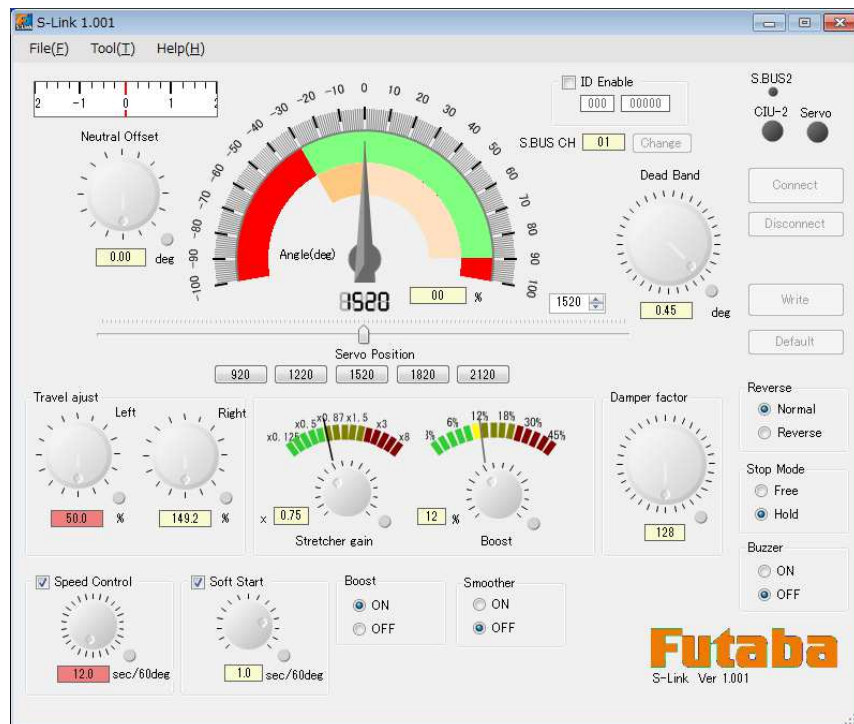 S-Link 1.001
File(F) Tool(T) Help(H)
2 -1 0 1 2
Neutral Offset
0.00 deg
-100 -90 -80 -70 -60 -50 -40 -30 -20 -10 0 10 20 30 40 50 60 70 80 90 100
Angle(deg)
1520
00 %
1520
ID Enable
000 00000
S.BUS CH 01 Change
S.BUS2
CIU-2 Servo
Dead Band
0.45 deg
Connect
Disconnect
Write
Default
Servo Position
920 1220 1520 1820 2120
Travel ajust
Left Right
50.0 % 149.2 %
x0.125 x0.5 x0.87 x1.5 x3 x8
x 0.75
Stretcher gain
3% 6% 12% 18% 30% 45%
12 %
Boost
Damper factor
128
Reverse
Normal
Reverse
Stop Mode
Free
Hold
Buzzer
ON
OFF
Speed Control
12.0 sec/60deg
Soft Start
1.0 sec/60deg
Boost
ON
OFF
Smoother
ON
OFF
Futaba
S-Link Ver 1.001